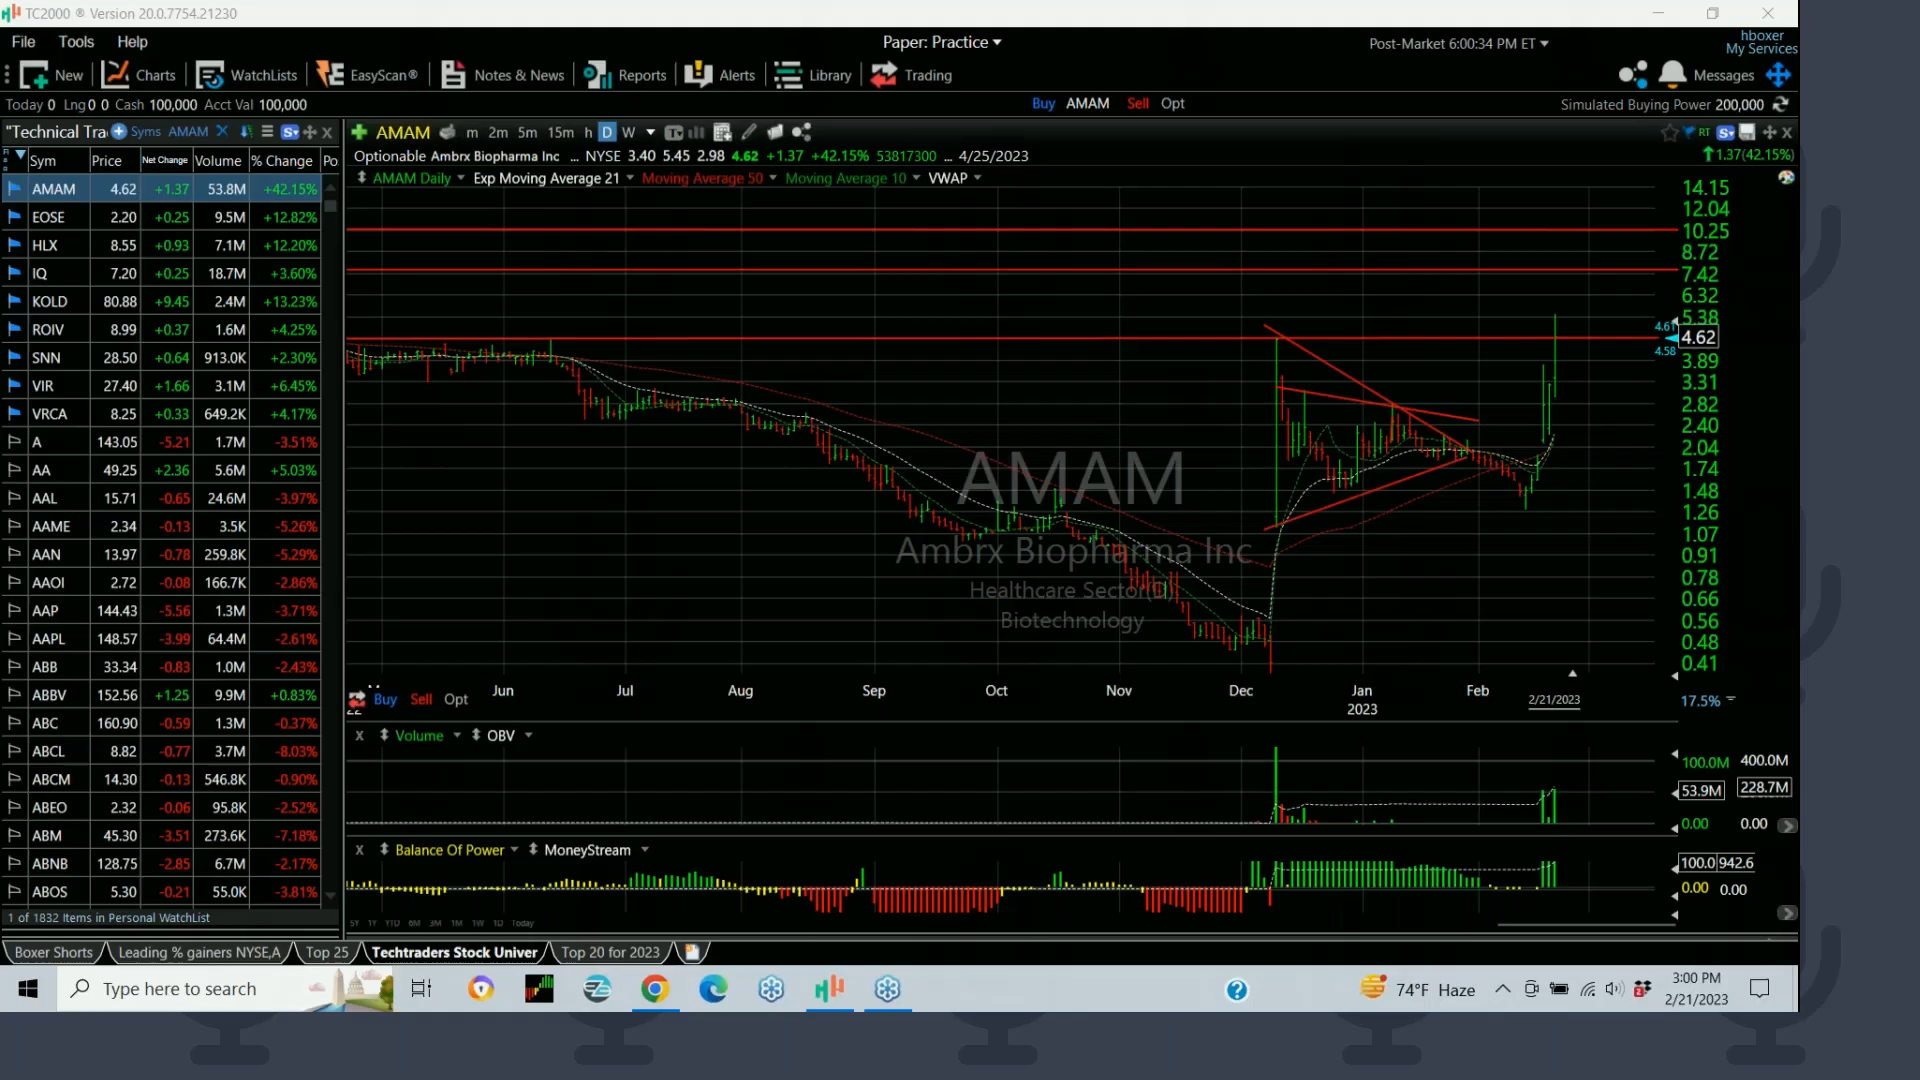 TC2000 ® Version 20.0.7754.21230
File Tools Help
Paper: Practice
Post-Market 6:00:34 PM ET
hboxer
My Services
New Charts WatchLists EasyScan® Notes & News Reports Alerts Library Trading
Messages
Today 0 Lng 0 0 Cash 100,000 Acct Val 100,000
Buy AMAM Sell Opt
Simulated Buying Power 200,000
"Technical Tra Syms AMAM
AMAM m 2m 5m 15m h D W
RT
Sym Price Net Change Volume % Change Po
Optionable Ambrx Biopharma Inc ... NYSE 3.40 5.45 2.98 4.62 +1.37 +42.15% 53817300 ... 4/25/2023
1.37(42.15%)
AMAM Daily Exp Moving Average 21 Moving Average 50 Moving Average 10 VWAP
AMAM 4.62 +1.37 53.8M +42.15%
EOSE 2.20 +0.25 9.5M +12.82%
HLX 8.55 +0.93 7.1M +12.20%
IQ 7.20 +0.25 18.7M +3.60%
KOLD 80.88 +9.45 2.4M +13.23%
ROIV 8.99 +0.37 1.6M +4.25%
SNN 28.50 +0.64 913.0K +2.30%
VIR 27.40 +1.66 3.1M +6.45%
VRCA 8.25 +0.33 649.2K +4.17%
A 143.05 -5.21 1.7M -3.51%
AA 49.25 +2.36 5.6M +5.03%
AAL 15.71 -0.65 24.6M -3.97%
AAME 2.34 -0.13 3.5K -5.26%
AAN 13.97 -0.78 259.8K -5.29%
AAOI 2.72 -0.08 166.7K -2.86%
AAP 144.43 -5.56 1.3M -3.71%
AAPL 148.57 -3.99 64.4M -2.61%
ABB 33.34 -0.83 1.0M -2.43%
ABBV 152.56 +1.25 9.9M +0.83%
ABC 160.90 -0.59 1.3M -0.37%
ABCL 8.82 -0.77 3.7M -8.03%
ABCM 14.30 -0.13 546.8K -0.90%
ABEO 2.32 -0.06 95.8K -2.52%
ABM 45.30 -3.51 273.6K -7.18%
ABNB 128.75 -2.85 6.7M -2.17%
ABOS 5.30 -0.21 55.0K -3.81%
1 of 1832 Items in Personal WatchList
14.15
12.04
10.25
8.72
7.42
6.32
5.38
4.61
4.62
4.58
3.89
3.31
2.82
2.40
2.04
1.74
1.48
1.26
1.07
0.91
0.78
0.66
0.56
0.48
0.41
AMAM
Ambrx Biopharma Inc
Healthcare Sector
Biotechnology
Jun Jul Aug Sep Oct Nov Dec Jan Feb
2023
2/21/2023
17.5%
Buy Sell Opt
22
X Volume OBV
100.0M 400.0M
53.9M 228.7M
0.00 0.00
X Balance Of Power MoneyStream
100.0 942.6
0.00 0.00
5Y 1Y YTD 6M 3M 1M 1W 1D Today
Boxer Shorts Leading % gainers NYSE,A Top 25 Techtraders Stock Univer Top 20 for 2023
Type here to search
74°F Haze
3:00 PM
2/21/2023